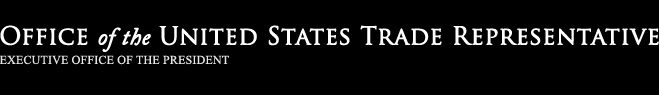 OFFICE of the UNITED STATES TRADE REPRESENTATIVE
EXECUTIVE OFFICE OF THE PRESIDENT